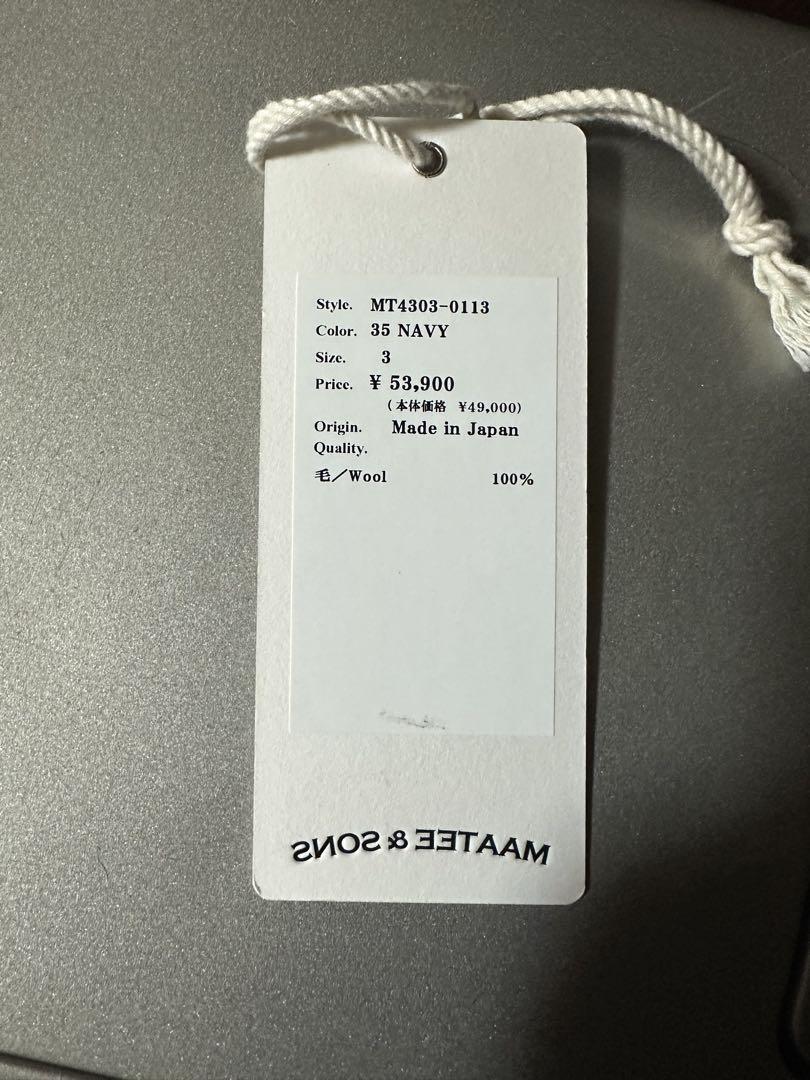 Style. MT4303-0113
Color. 35 NAVY
Size. 3
Price. ¥ 53,900
(本体価格 ¥49,000)
Origin. Made in Japan
Quality.
毛／Wool 100%
MAATEE & SONS